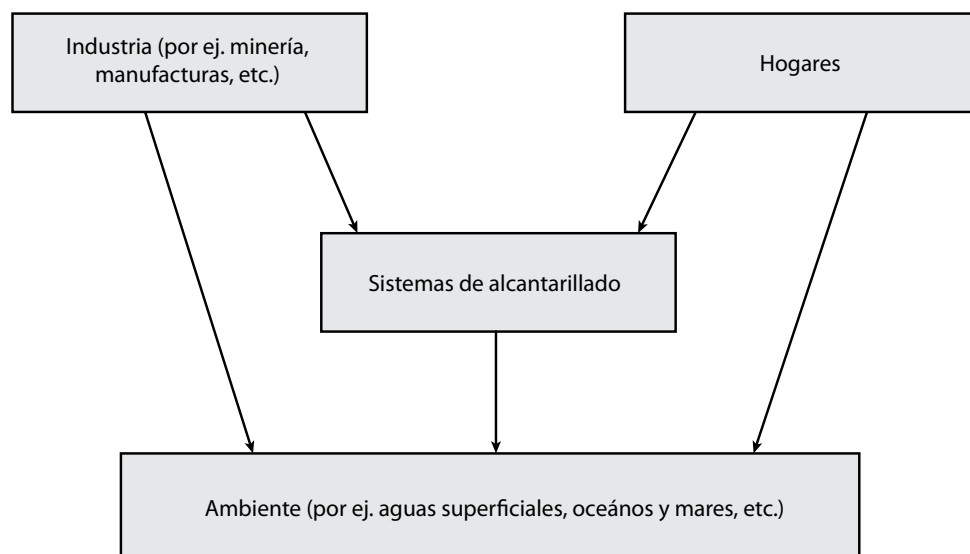 Industria (por ej. minería,
manufacturas, etc.)
Hogares
Sistemas de alcantarillado
Ambiente (por ej. aguas superficiales, oceános y mares, etc.)